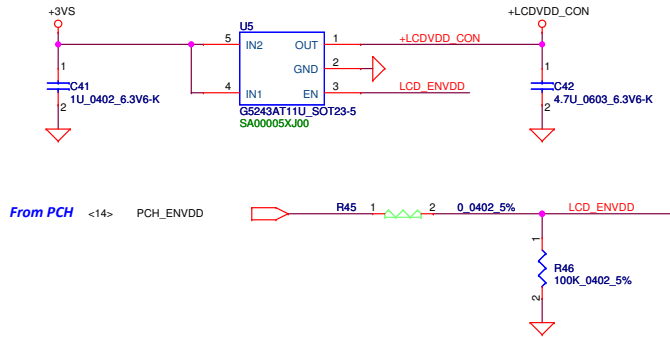 +3VS
+LCDVDD_CON
U5
5 IN2 OUT 1 +LCDVDD_CON
GND 2
4 IN1 EN 3 LCD_ENVDD
1
C41
1U_0402_6.3V6-K
2
1
C42
4.7U_0603_6.3V6-K
2
G5243AT11U_SOT23-5
SA00005XJ00
From PCH <14> PCH_ENVDD R45 1 2 0_0402_5% LCD_ENVDD
1
R46
100K_0402_5%
2